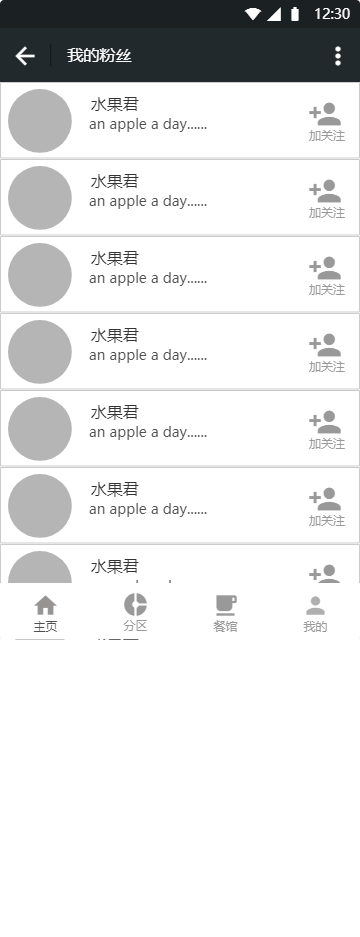 12:30
我的粉丝
水果君
an apple a day......
加关注
水果君
an apple a day......
加关注
水果君
an apple a day......
加关注
水果君
an apple a day......
加关注
水果君
an apple a day......
加关注
水果君
an apple a day......
加关注
水果君
主页
分区
餐馆
我的